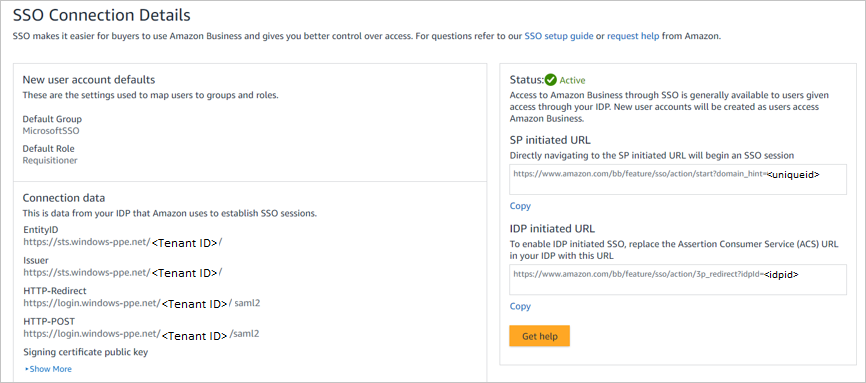 SSO Connection Details
SSO makes it easier for buyers to use Amazon Business and gives you better control over access. For questions refer to our SSO setup guide or request help from Amazon.
New user account defaults
These are the settings used to map users to groups and roles.
Default Group
MicrosoftSSO
Default Role
Requisitioner
Connection data
This is data from your IDP that Amazon uses to establish SSO sessions.
EntityID
https://sts.windows-ppe.net/<Tenant ID>/
Issuer
https://sts.windows-ppe.net/<Tenant ID>/
HTTP-Redirect
https://login.windows-ppe.net/<Tenant ID>/ saml2
HTTP-POST
https://login.windows-ppe.net/<Tenant ID>/saml2
Signing certificate public key
Show More
Status: Active
Access to Amazon Business through SSO is generally available to users given
access through your IDP. New user accounts will be created as users access
Amazon Business.
SP initiated URL
Directly navigating to the SP initiated URL will begin an SSO session
https://www.amazon.com/bb/feature/sso/action/start?domain_hint=<uniqueid>
Copy
IDP initiated URL
To enable IDP initiated SSO, replace the Assertion Consumer Service (ACS) URL
in your IDP with this URL
https://www.amazon.com/bb/feature/sso/action/3p_redirect?idpId=<idpid>
Copy
Get help